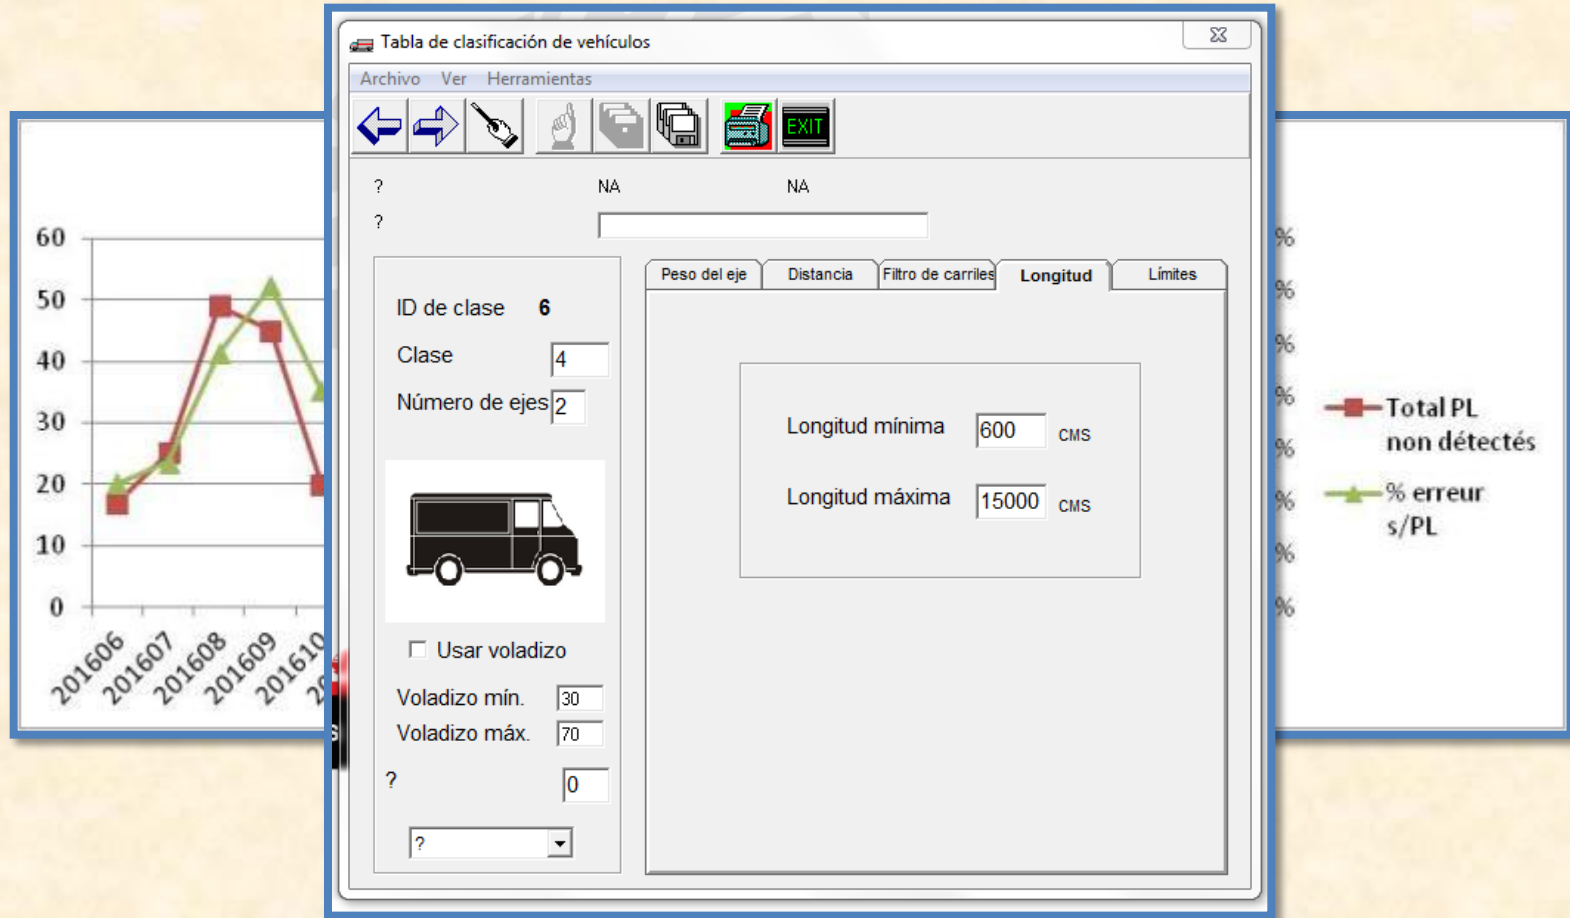 Tabla de clasificación de vehículos
Archivo Ver Herramientas
EXIT
? NA NA
?
Peso del eje Distancia Filtro de carriles Longitud Límites
ID de clase 6
Clase 4
Número de ejes 2
Longitud mínima 600 CMS
Longitud máxima 15000 CMS
Usar voladizo
Voladizo mín. 30
Voladizo máx. 70
? 0
?
60
50
40
30
20
10
0
201606
201607
201608
201609
201610
%
%
%
%
%
%
%
%
Total PL
non détectés
% erreur
s/PL